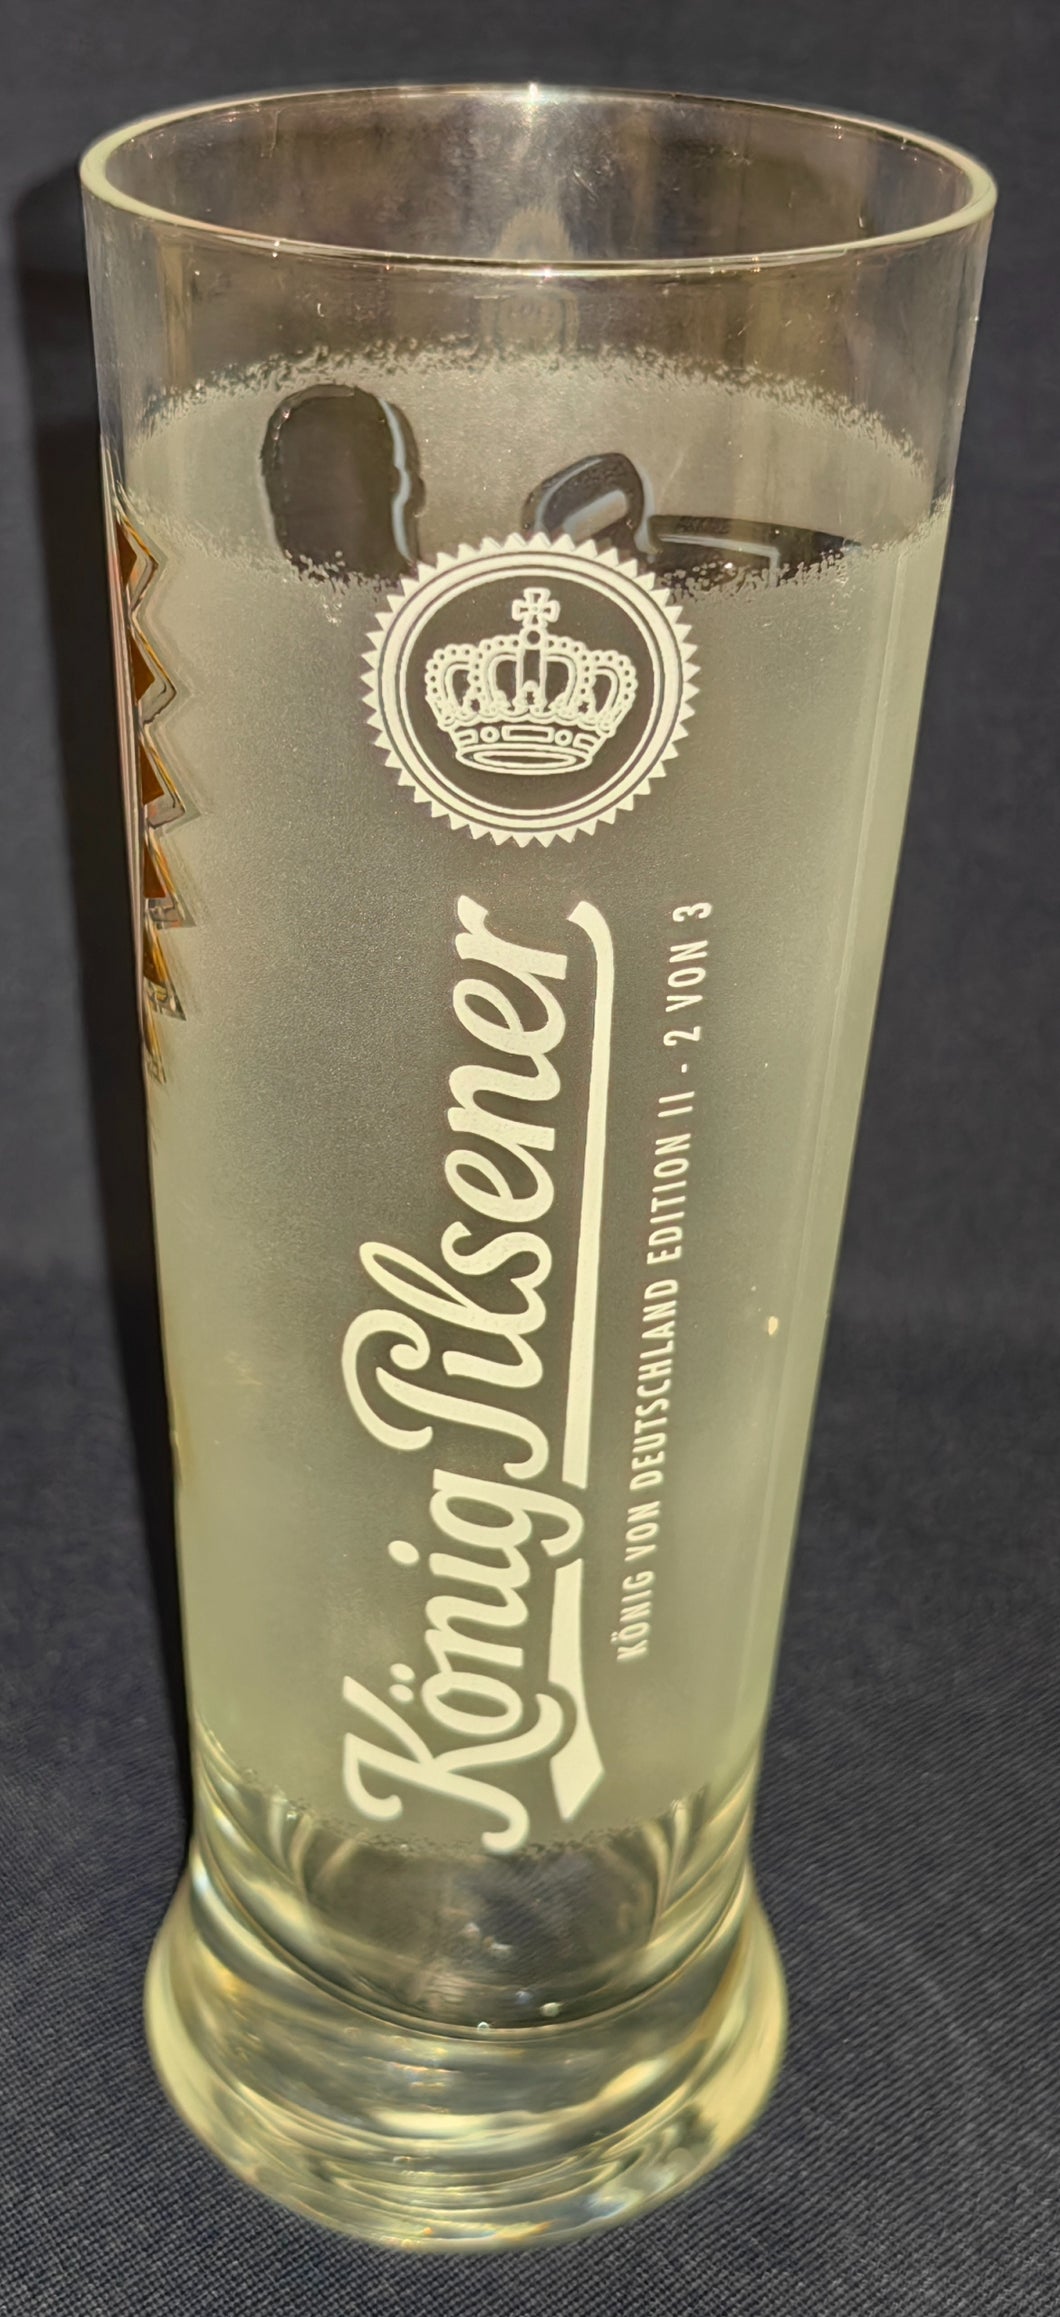 König Pilsener
KÖNIG VON DEUTSCHLAND EDITION II - 2 VON 3